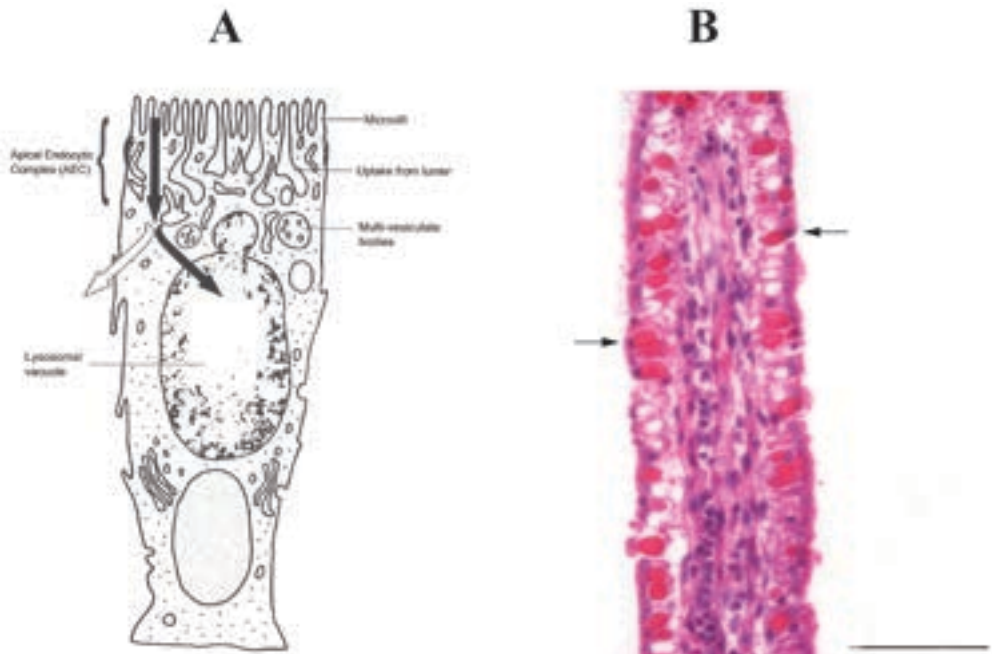 A
B
Microvilli
Apical Endocytic
Complex (AEC)
Uptake from lumen
Multi-vesiculate
bodies
Lysosomal
vacuole